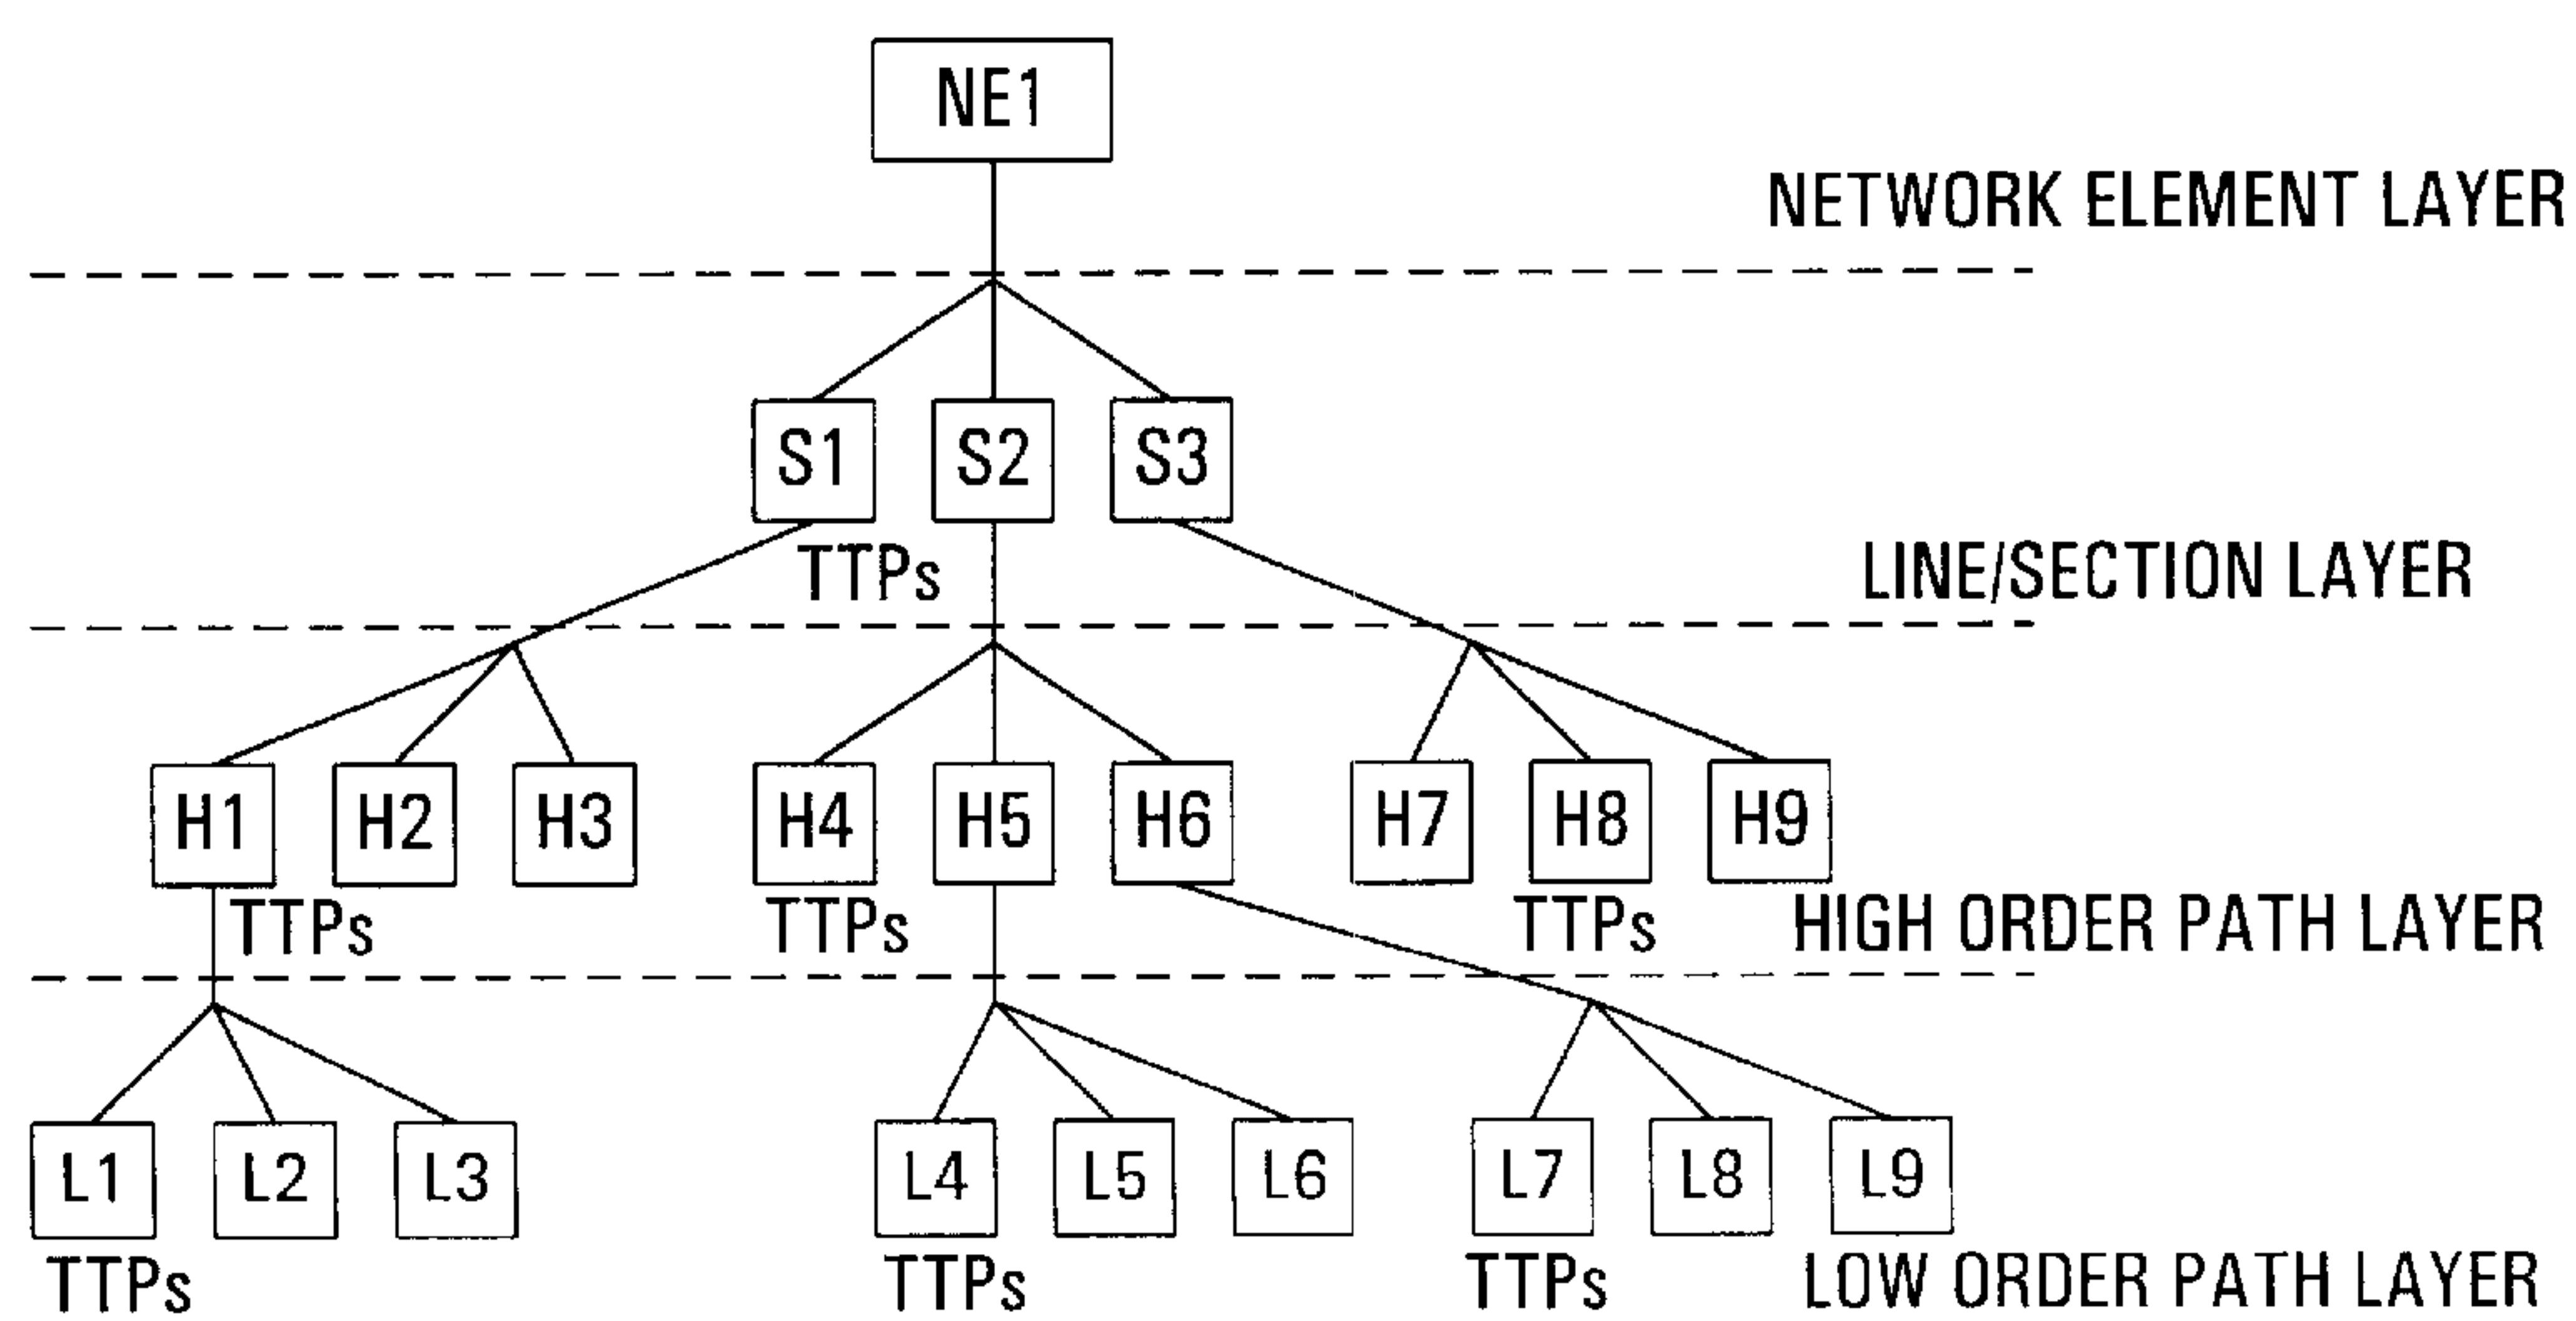 NE1
NETWORK ELEMENT LAYER
S1 S2 S3
TTPs
LINE/SECTION LAYER
H1 H2 H3 H4 H5 H6 H7 H8 H9
TTPs TTPs TTPs HIGH ORDER PATH LAYER
L1 L2 L3 L4 L5 L6 L7 L8 L9
TTPs TTPs TTPs LOW ORDER PATH LAYER